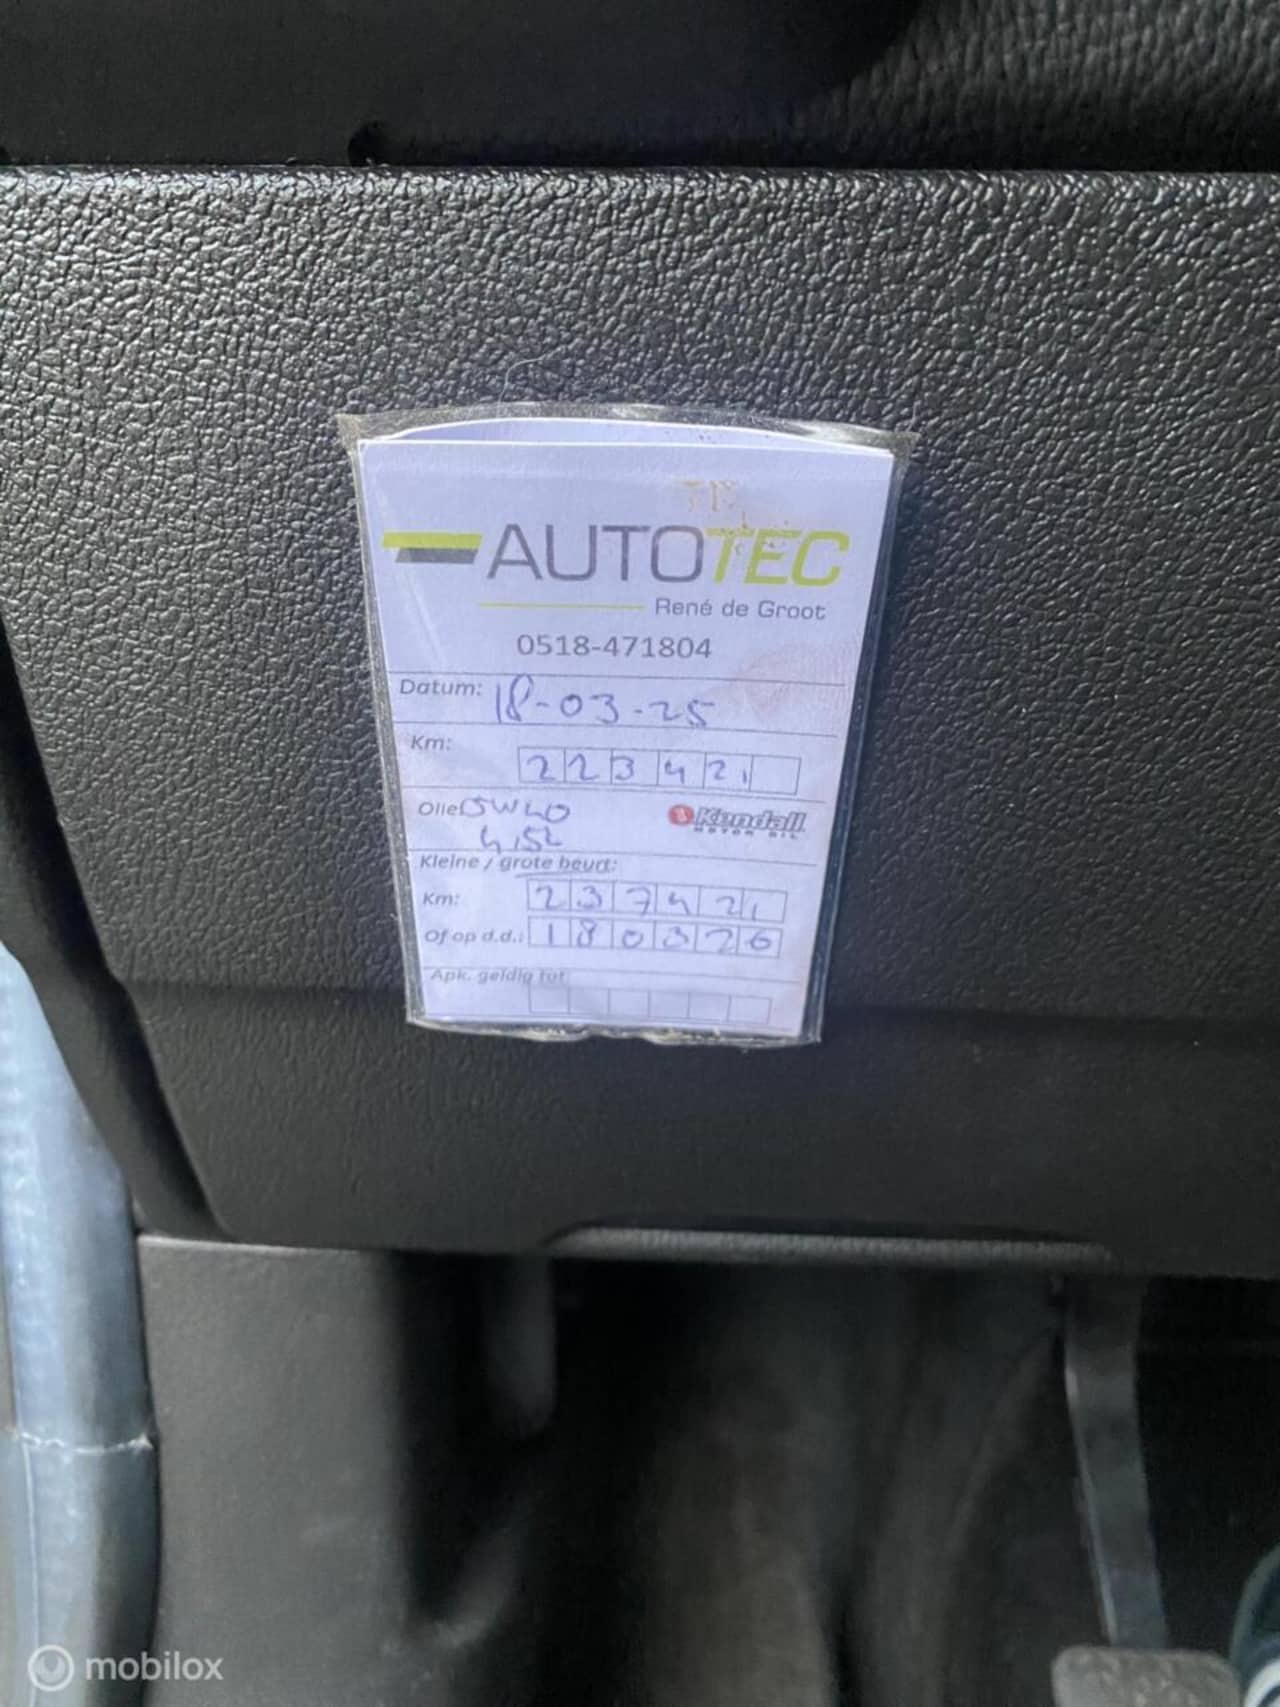 AUTOTEC
René de Groot
0518-471804
Datum: 18-03-25
Km: 223421
Olie: 5W40
Kendall
MOTOR OIL
4,5L
Kleine / grote beurt:
Km: 237421
Of op d.d.: 180326
Apk. geldig tot
mobilox